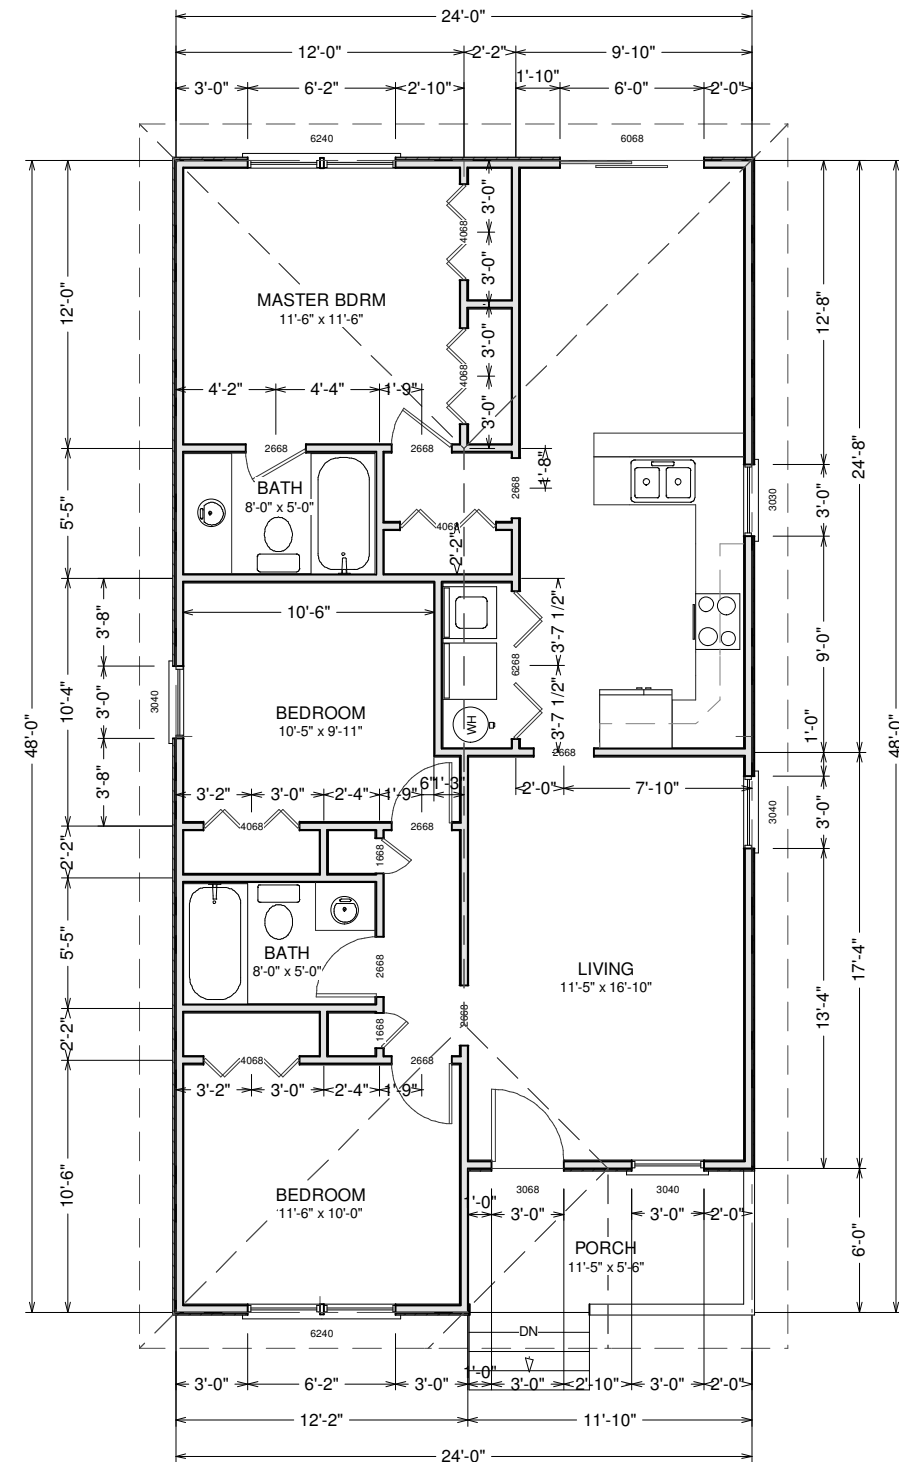 24'-0"
12'-0" 2'-2" 9'-10"
3'-0" 6'-2" 2'-10" 1'-10" 6'-0" 2'-0"
6240 6068
3'-0"
4068
3'-0"
12'-0"
MASTER BDRM
11'-6" x 11'-6"
12'-8"
3'-0"
4068
3'-0"
4'-2" 4'-4" 1'-9"
2668 2668
24'-8"
1'-8"
2668
BATH
8'-0" x 5'-0"
5'-5"
4068
2'-2"
3030
3'-0"
10'-6"
3'-8"
3'-7 1/2"
6268
3'-7 1/2"
9'-0"
3040
3'-0"
10'-4"
BEDROOM
10'-5" x 9'-11"
WH
48'-0"
48'-0"
1'-0"
2668
3'-8"
3'-2" 3'-0" 2'-4" 1'-9" 6" 1'-3" 2'-0" 7'-10"
3040
3'-0"
4068 2668
2'-2"
1668
5'-5"
BATH
8'-0" x 5'-0"
2668
LIVING
11'-5" x 16'-10"
17'-4"
13'-4"
2'-2"
1668
2668
4068 2668
3'-2" 3'-0" 2'-4" 1'-9"
10'-6"
BEDROOM
11'-6" x 10'-0"
3068 3040
1'-0" 3'-0" 3'-0" 2'-0"
6'-0"
PORCH
11'-5" x 5'-6"
6240
DN
3'-0" 6'-2" 3'-0" 1'-0" 3'-0" 2'-10" 3'-0" 2'-0"
12'-2" 11'-10"
24'-0"